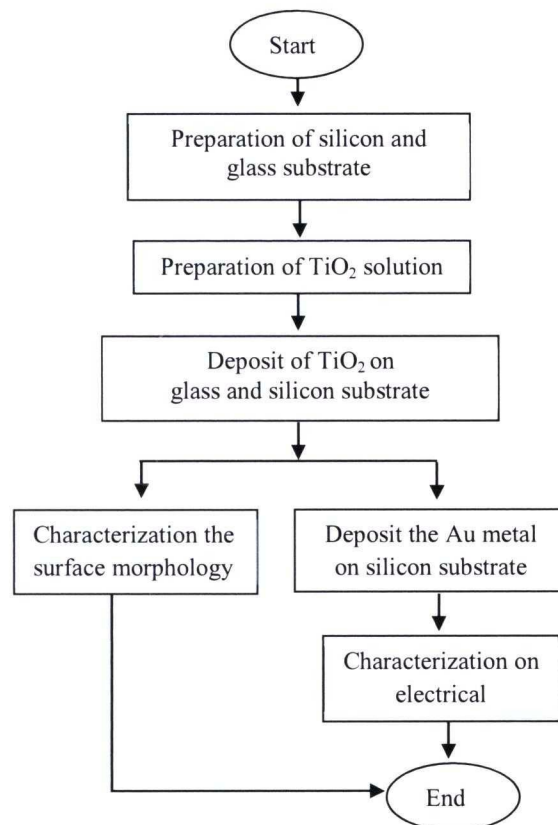 Start
Preparation of silicon and
glass substrate
Preparation of TiO₂ solution
Deposit of TiO₂ on
glass and silicon substrate
Characterization the
surface morphology
Deposit the Au metal
on silicon substrate
Characterization on
electrical
End